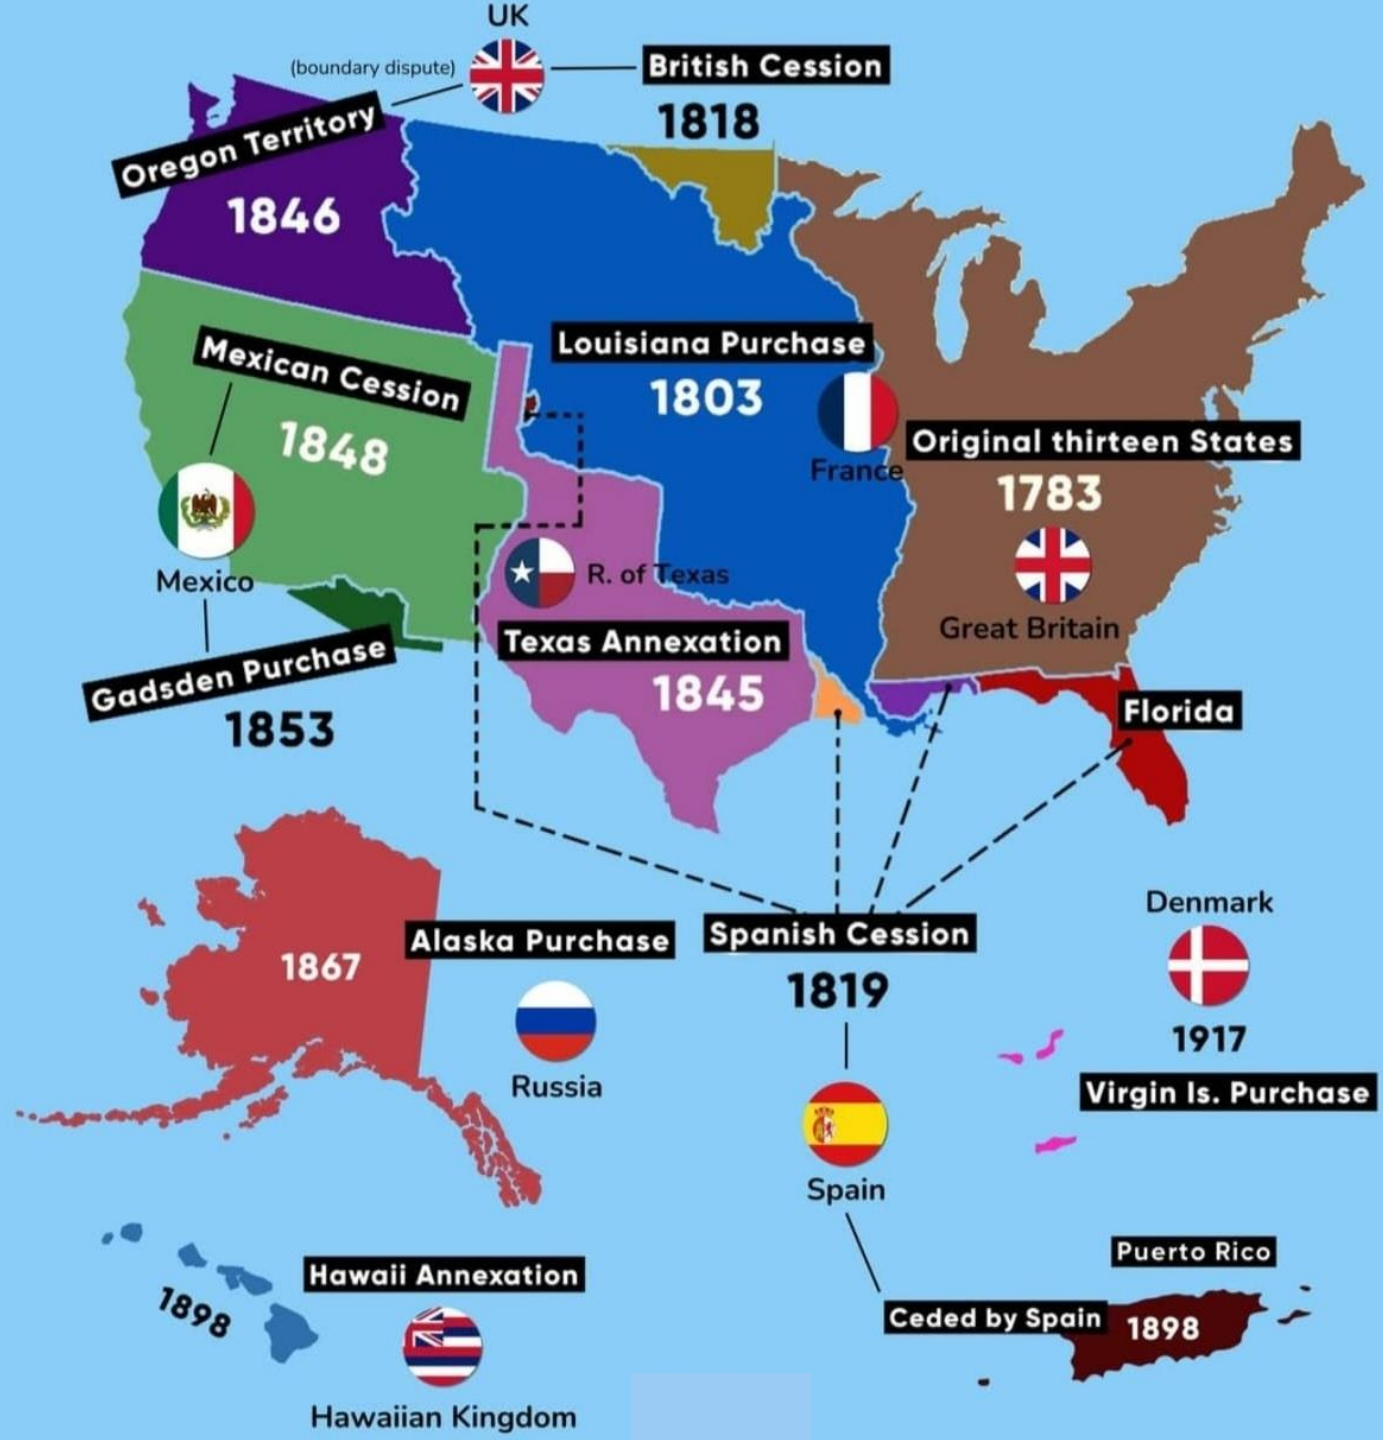 UK
(boundary dispute)
British Cession
1818
Oregon Territory
1846
Mexican Cession
1848
Mexico
Gadsden Purchase
1853
Louisiana Purchase
1803
France
Original thirteen States
1783
Great Britain
R. of Texas
Texas Annexation
1845
Florida
1867
Alaska Purchase
Russia
Spanish Cession
1819
Spain
Denmark
1917
Virgin Is. Purchase
1898
Hawaii Annexation
Hawaiian Kingdom
Puerto Rico
Ceded by Spain
1898